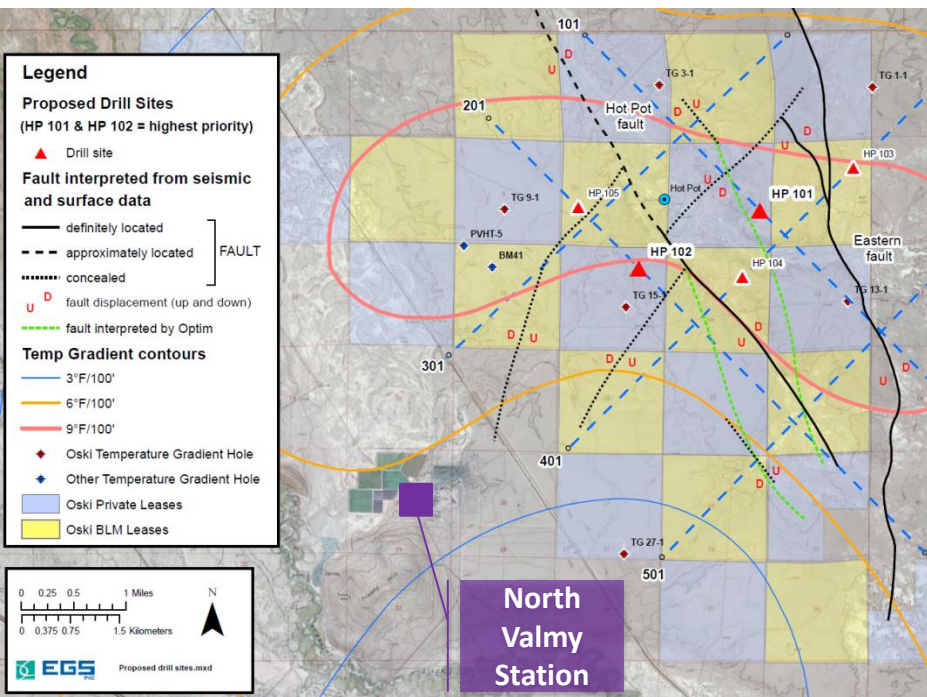 Legend
Proposed Drill Sites
(HP 101 & HP 102 = highest priority)
Drill site
Fault interpreted from seismic
and surface data
definitely located
approximately located
concealed
FAULT
U D fault displacement (up and down)
fault interpreted by Optim
Temp Gradient contours
3°F/100'
6°F/100'
9°F/100'
Oski Temperature Gradient Hole
Other Temperature Gradient Hole
Oski Private Leases
Oski BLM Leases
0 0.25 0.5 1 Miles
0 0.375 0.75 1.5 Kilometers
N
EGS
INC
Proposed drill sites.mxd
101
D
U
TG 3-1
TG 1-1
201
Hot Pot
fault
D
U
D
U
HP 103
U
D
TG 9-1
HP 105
Hot Pot
HP 101
PVHT-5
BM41
HP 102
HP 104
Eastern
fault
TG 15-1
TG 13-1
D
U
D
U
301
D
U
U
D
401
U
D
TG 27-1
501
North
Valmy
Station